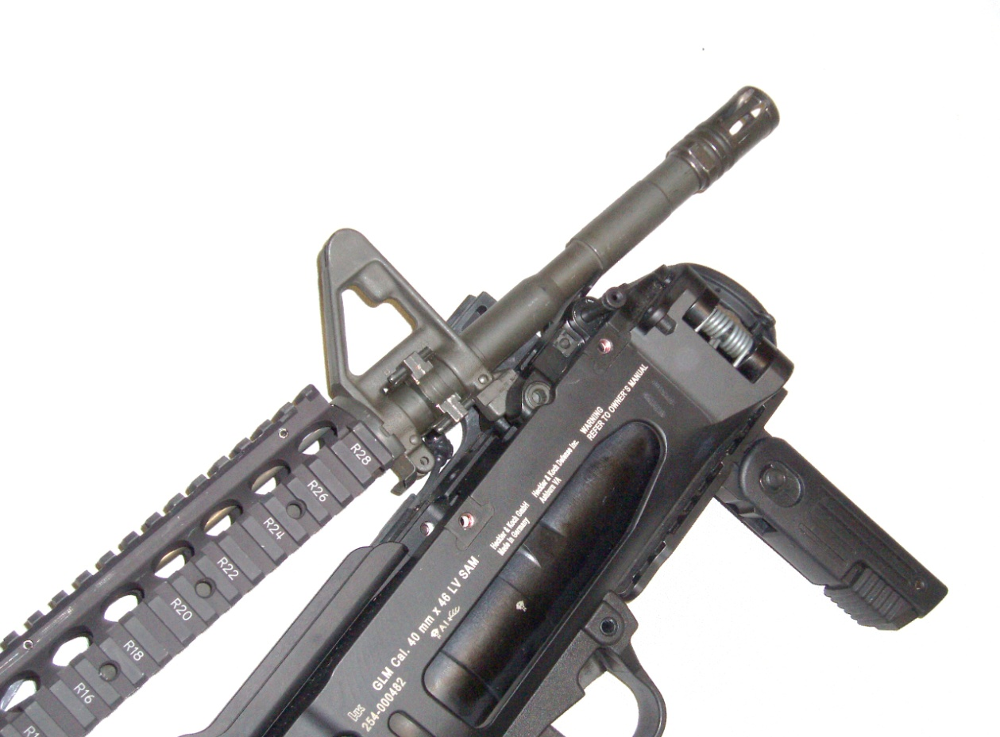 R28
R26
R24
R22
R20
R18
R16
WARNING
REFER TO OWNER'S MANUAL
Heckler & Koch Defense Inc.
Ashburn VA
Heckler & Koch GmbH
Made in Germany
GLM Cal. 40 mm x 46 LV SAM
AI
254-000482